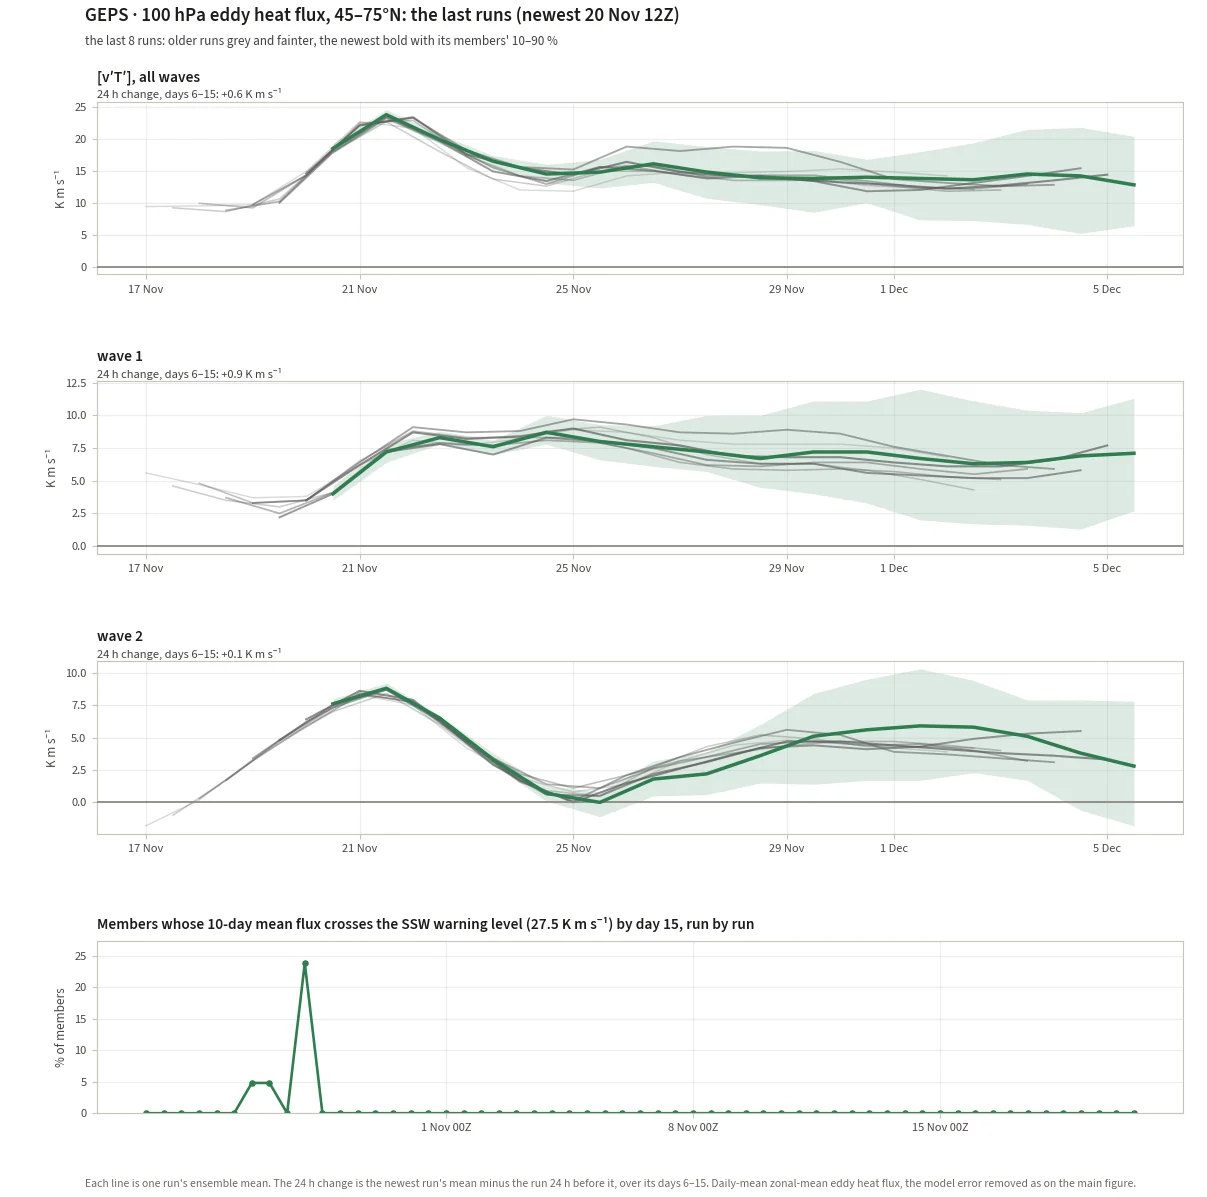 GEPS · 100 hPa eddy heat flux, 45–75°N: the last runs (newest 20 Nov 12Z)
the last 8 runs: older runs grey and fainter, the newest bold with its members' 10–90 %
[v′T′], all waves
24 h change, days 6–15: +0.6 K m s⁻¹
25
20
15
10
5
0
K m s⁻¹
17 Nov
21 Nov
25 Nov
29 Nov
1 Dec
5 Dec
wave 1
24 h change, days 6–15: +0.9 K m s⁻¹
12.5
10.0
7.5
5.0
2.5
0.0
K m s⁻¹
17 Nov
21 Nov
25 Nov
29 Nov
1 Dec
5 Dec
wave 2
24 h change, days 6–15: +0.1 K m s⁻¹
10.0
7.5
5.0
2.5
0.0
K m s⁻¹
17 Nov
21 Nov
25 Nov
29 Nov
1 Dec
5 Dec
Members whose 10-day mean flux crosses the SSW warning level (27.5 K m s⁻¹) by day 15, run by run
25
20
15
10
5
0
% of members
1 Nov 00Z
8 Nov 00Z
15 Nov 00Z
Each line is one run's ensemble mean. The 24 h change is the newest run's mean minus the run 24 h before it, over its days 6–15. Daily-mean zonal-mean eddy heat flux, the model error removed as on the main figure.